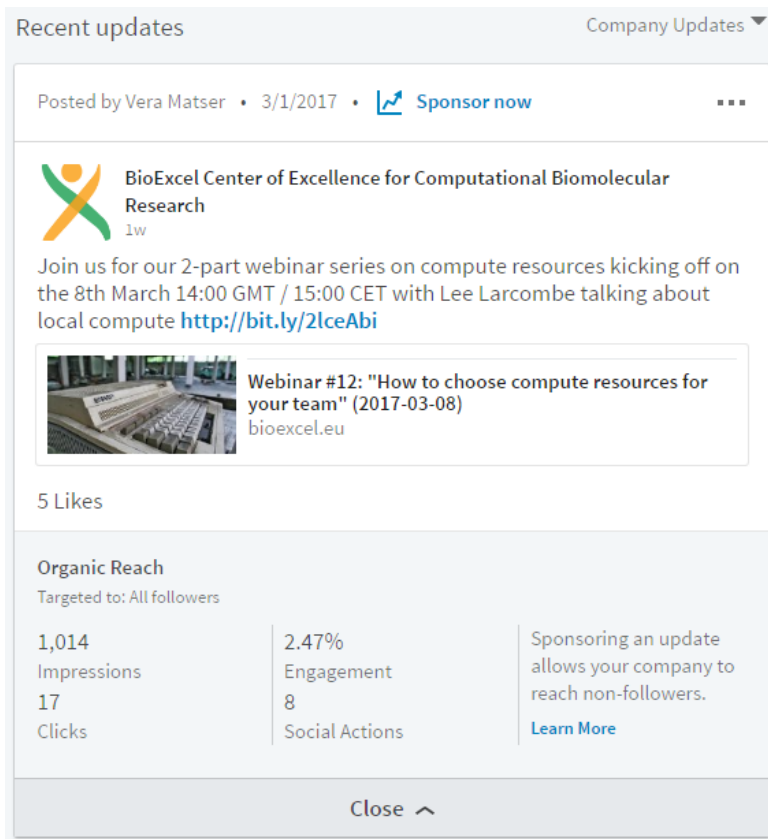 Recent updates
Company Updates
Posted by Vera Matser • 3/1/2017 • Sponsor now
BioExcel Center of Excellence for Computational Biomolecular
Research
1w
Join us for our 2-part webinar series on compute resources kicking off on
the 8th March 14:00 GMT / 15:00 CET with Lee Larcombe talking about
local compute http://bit.ly/2lceAbi
Webinar #12: "How to choose compute resources for
your team" (2017-03-08)
bioexcel.eu
5 Likes
Organic Reach
Targeted to: All followers
1,014
Impressions
17
Clicks
2.47%
Engagement
8
Social Actions
Sponsoring an update
allows your company to
reach non-followers.
Learn More
Close